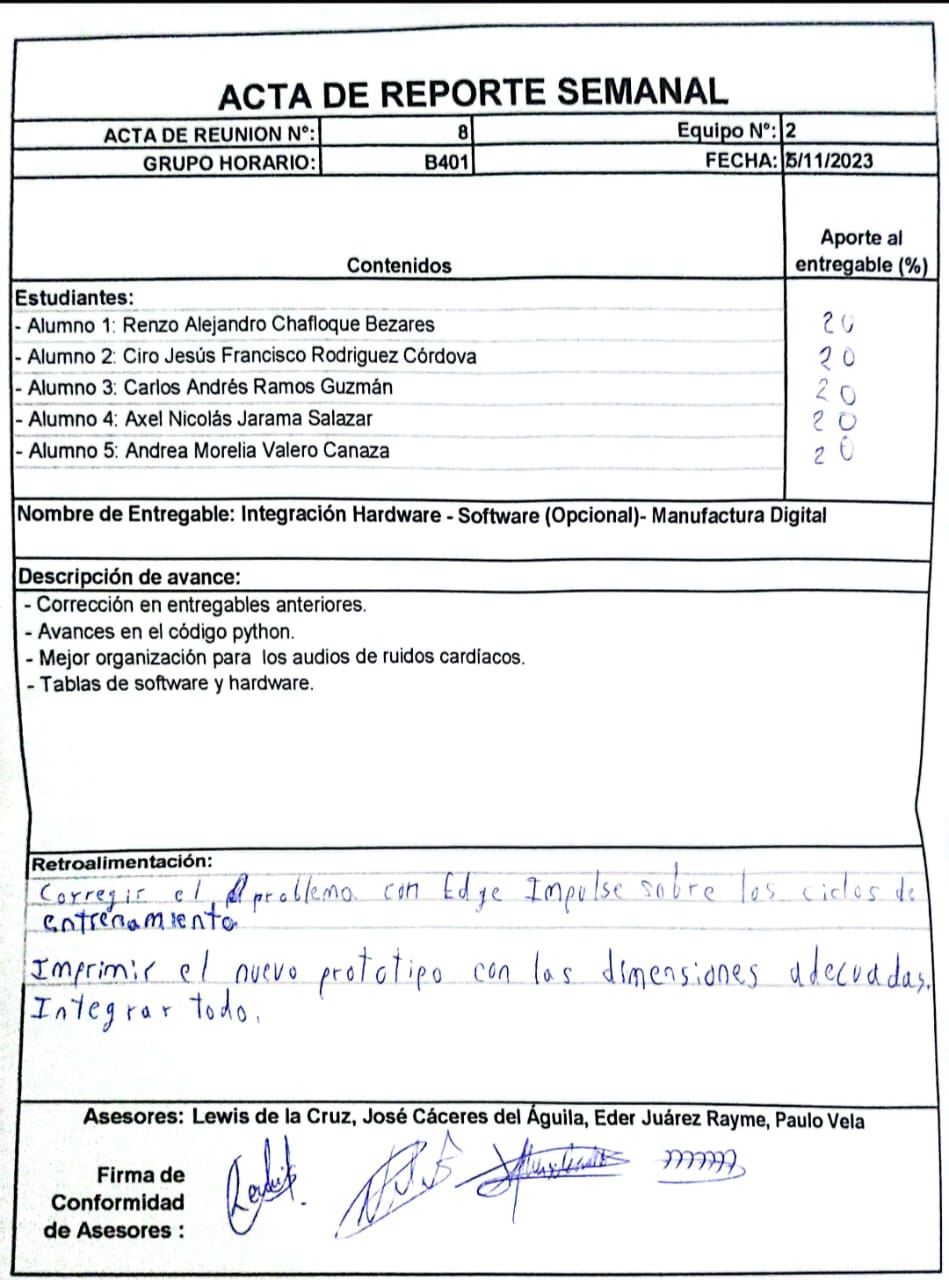 ACTA DE REPORTE SEMANAL
ACTA DE REUNION Nº: 8 Equipo Nº: 2
GRUPO HORARIO: B401 FECHA: 5/11/2023
Contenidos Aporte al entregable (%)
Estudiantes:
- Alumno 1: Renzo Alejandro Chafloque Bezares 20
- Alumno 2: Ciro Jesús Francisco Rodriguez Córdova 20
- Alumno 3: Carlos Andrés Ramos Guzmán 20
- Alumno 4: Axel Nicolás Jarama Salazar 20
- Alumno 5: Andrea Morelia Valero Canaza 20
Nombre de Entregable: Integración Hardware - Software (Opcional)- Manufactura Digital
Descripción de avance:
- Corrección en entregables anteriores.
- Avances en el código python.
- Mejor organización para los audios de ruidos cardíacos.
- Tablas de software y hardware.
Retroalimentación:
Corregir el problema con Edge Impulse sobre los ciclos de
entrenamiento
Imprimir el nuevo prototipo con las dimensiones adecuadas.
Integrar todo.
Asesores: Lewis de la Cruz, José Cáceres del Águila, Eder Juárez Rayme, Paulo Vela
Firma de
Conformidad
de Asesores :